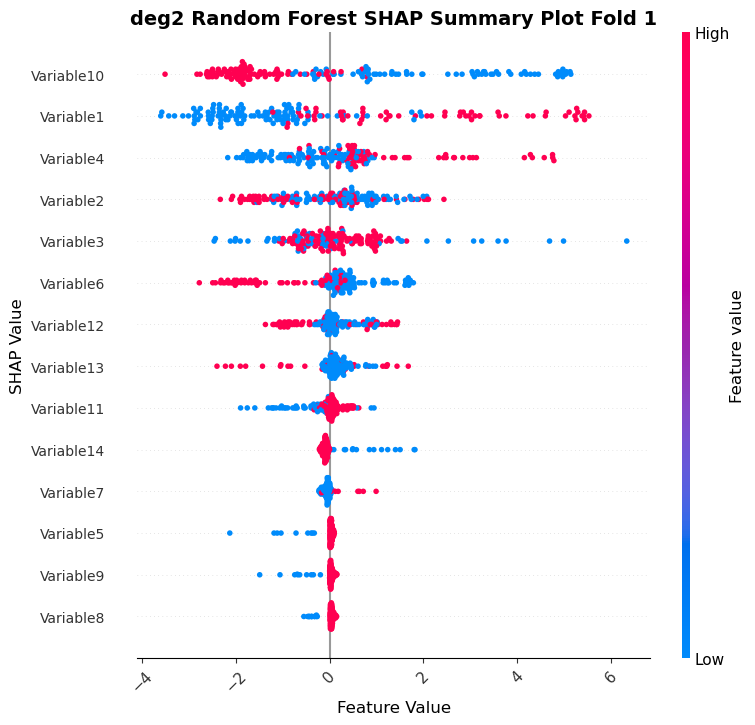 deg2 Random Forest SHAP Summary Plot Fold 1
High
Variable10
Variable1
Variable4
Variable2
Variable3
Variable6
Variable12
Variable13
Variable11
Variable14
Variable7
Variable5
Variable9
Variable8
SHAP Value
Feature value
Low
−4
−2
0
2
4
6
Feature Value